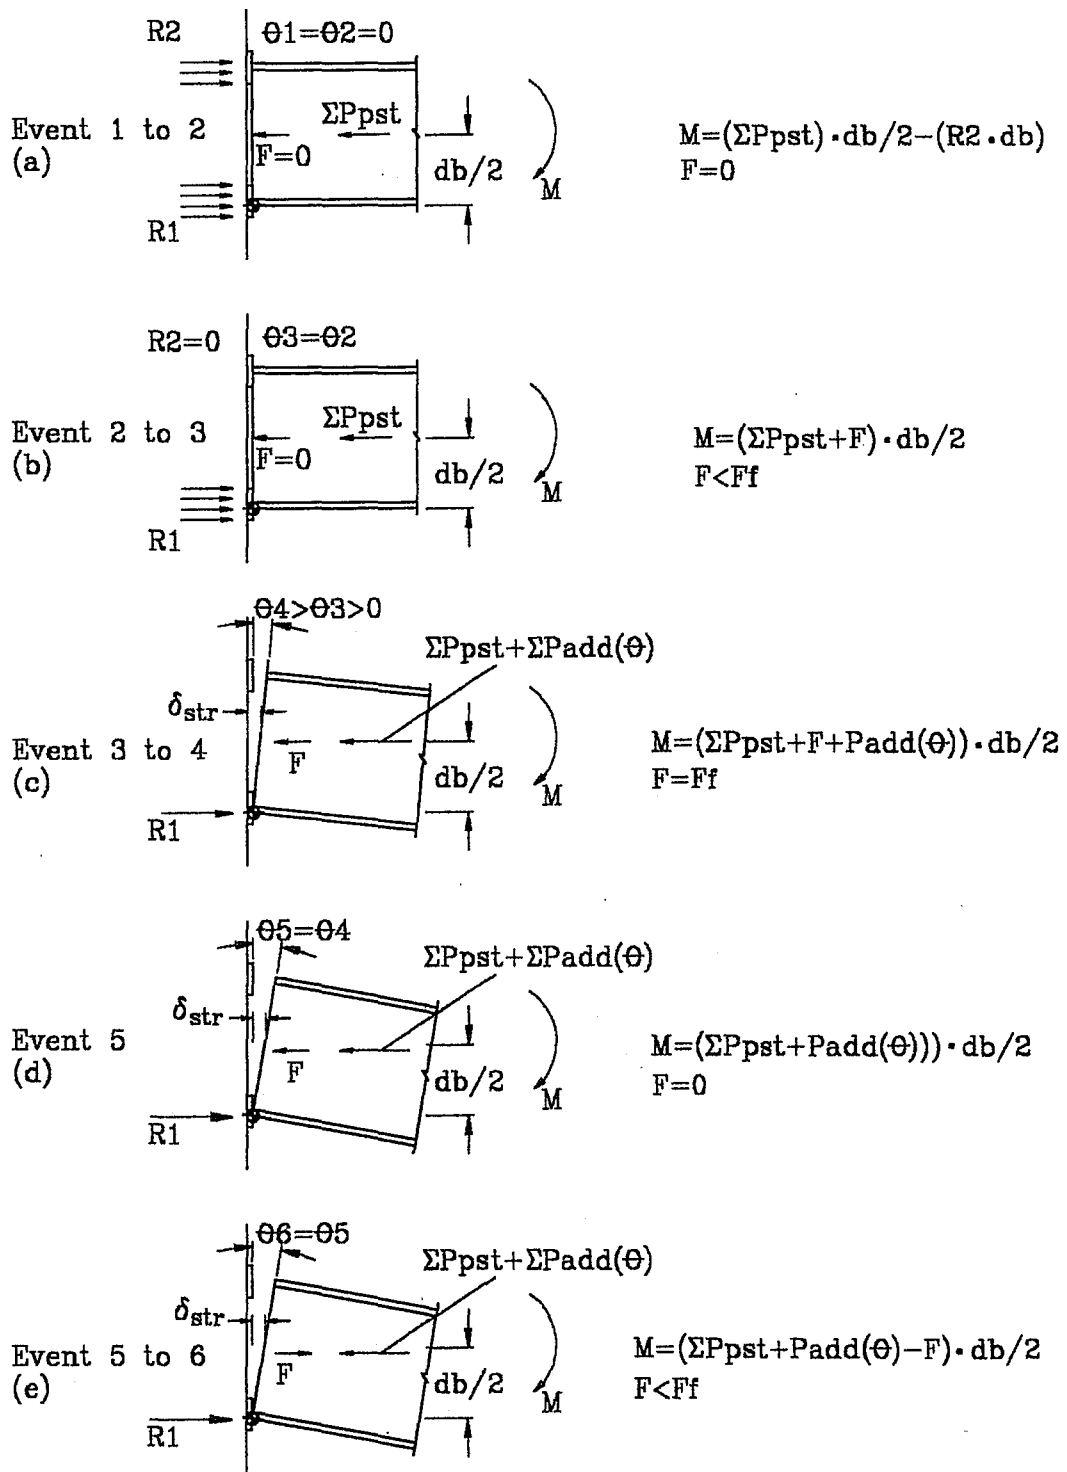 R2 Θ1=Θ2=0
Event 1 to 2
(a)
ΣPpst
F=0
db/2
M
R1
M=(ΣPpst)·db/2-(R2·db)
F=0
R2=0 Θ3=Θ2
Event 2 to 3
(b)
ΣPpst
F=0
db/2
M
R1
M=(ΣPpst+F)·db/2
F<Ff
Θ4>Θ3>0
ΣPpst+ΣPadd(Θ)
δstr
Event 3 to 4
(c)
F
db/2
M
R1
M=(ΣPpst+F+Padd(Θ))·db/2
F=Ff
Θ5=Θ4
ΣPpst+ΣPadd(Θ)
δstr
Event 5
(d)
F
db/2
M
R1
M=(ΣPpst+Padd(Θ)))·db/2
F=0
Θ6=Θ5
ΣPpst+ΣPadd(Θ)
δstr
Event 5 to 6
(e)
F
db/2
M
R1
M=(ΣPpst+Padd(Θ)-F)·db/2
F<Ff